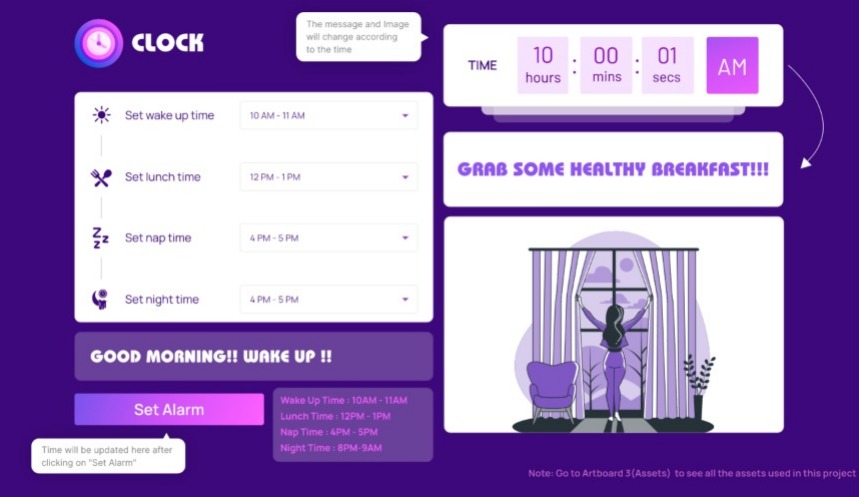 CLOCK
The message and Image
will change according
to the time
TIME
10 : 00 : 01 AM
hours mins secs
Set wake up time 10 AM - 11 AM
Set lunch time 12 PM - 1 PM
Set nap time 4 PM - 5 PM
Set night time 4 PM - 5 PM
GRAB SOME HEALTHY BREAKFAST!!!
GOOD MORNING!! WAKE UP !!
Set Alarm
Wake Up Time : 10AM - 11AM
Lunch Time : 12PM - 1PM
Nap Time : 4PM - 5PM
Night Time : 8PM-9AM
Time will be updated here after
clicking on "Set Alarm"
Note: Go to Artboard 3(Assets) to see all the assets used in this project